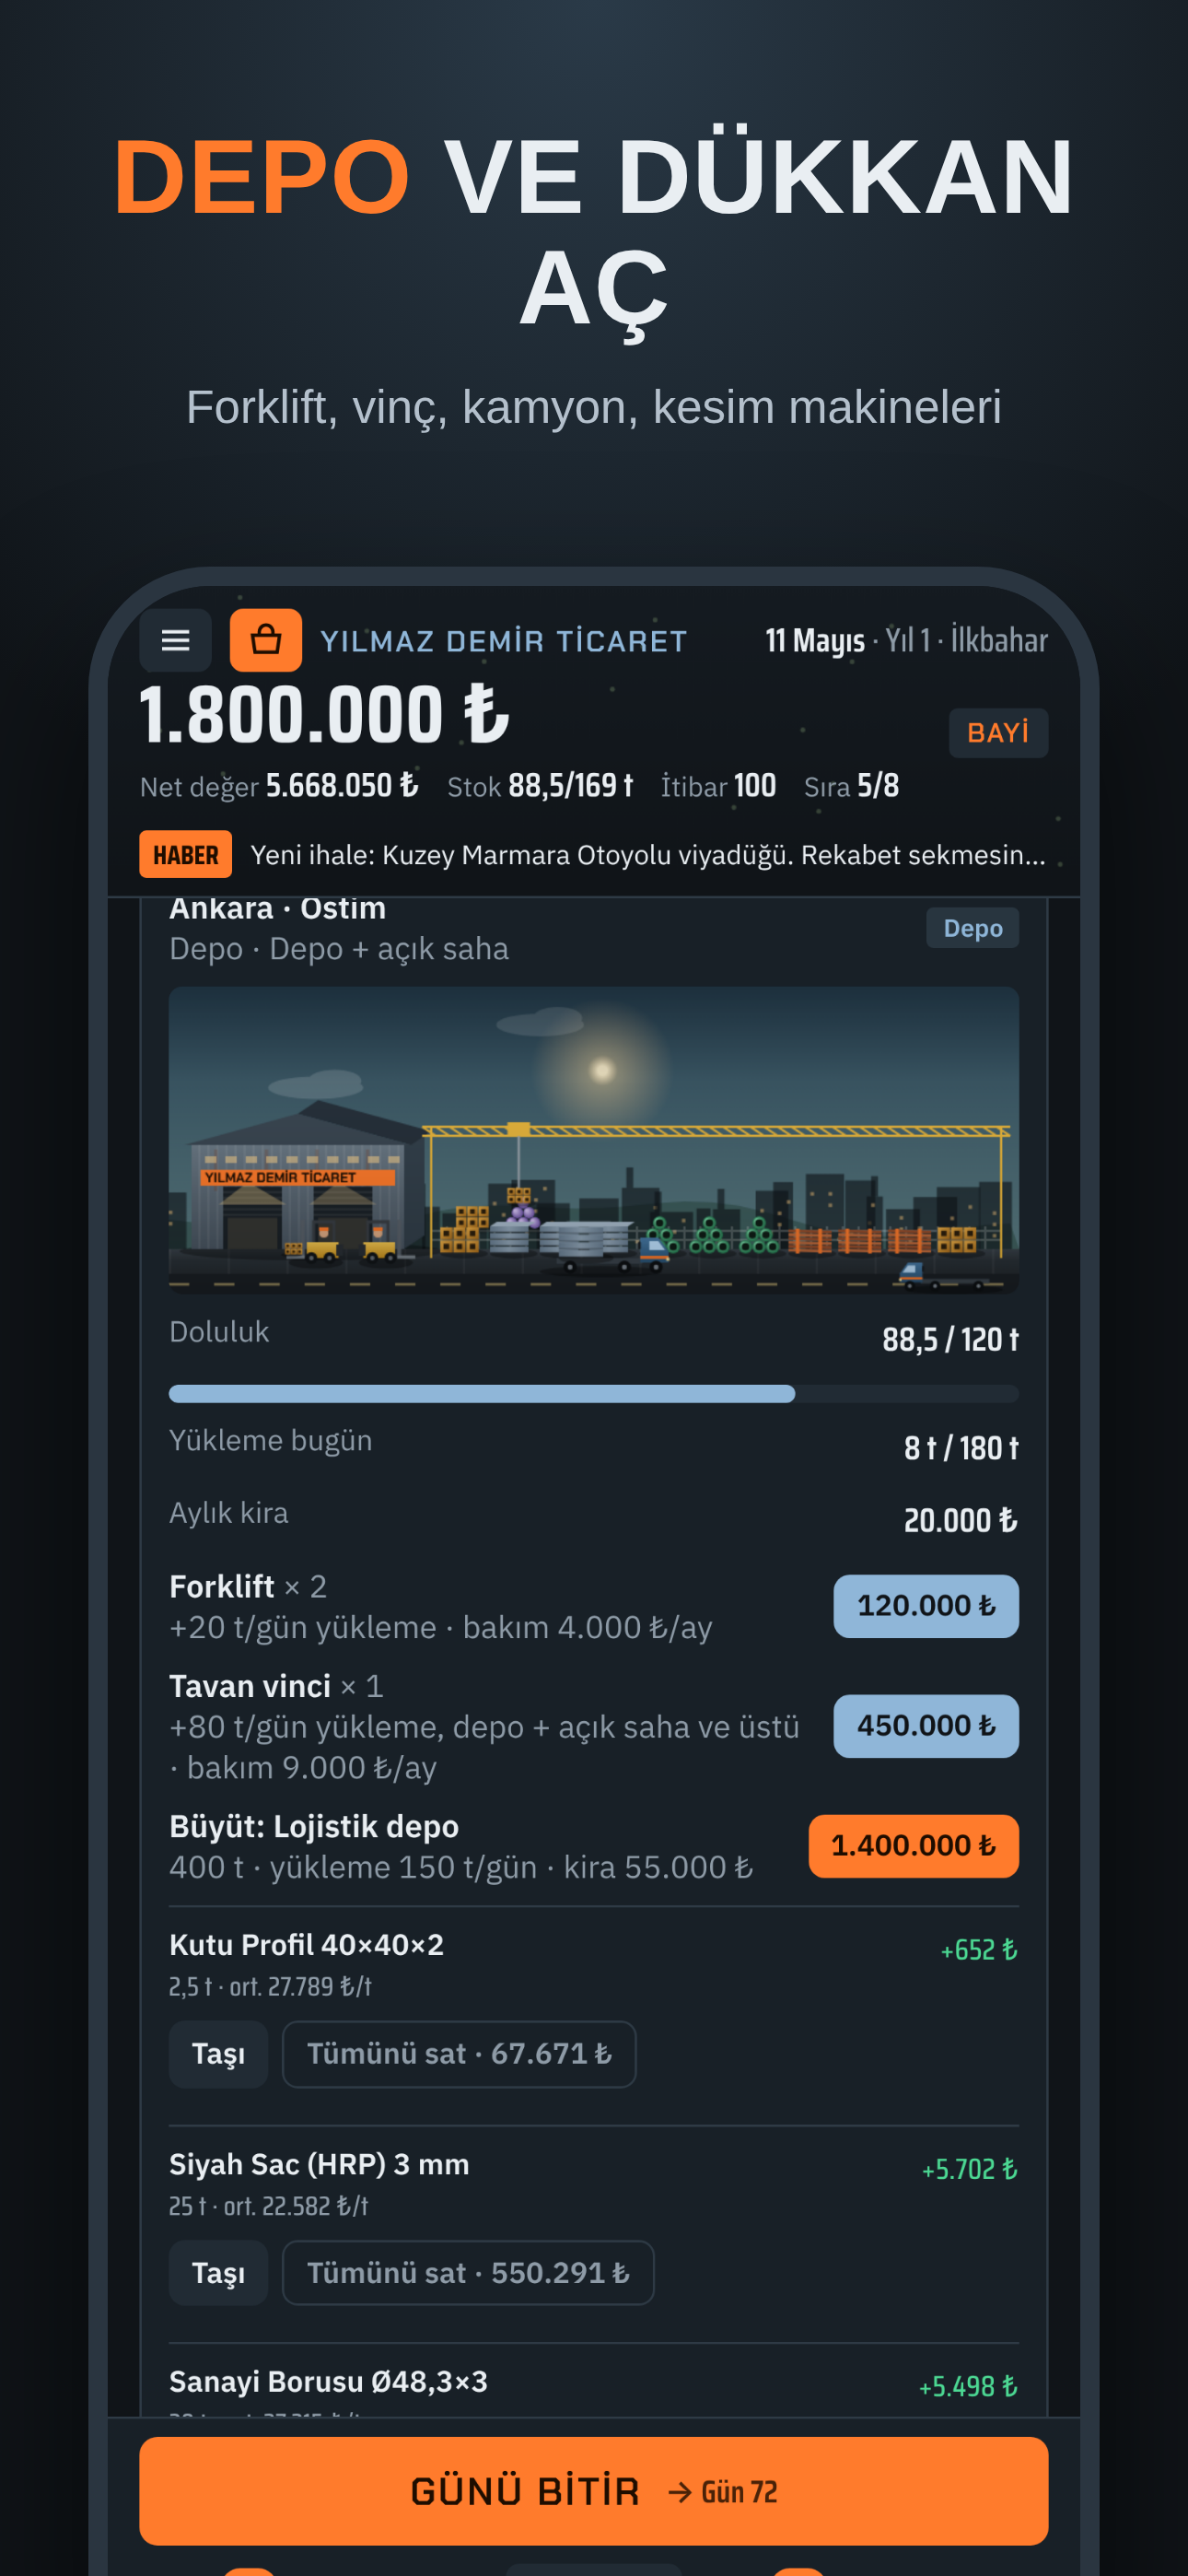 DEPO VE DÜKKAN
AÇ
Forklift, vinç, kamyon, kesim makineleri
YILMAZ DEMİR TİCARET
11 Mayıs · Yıl 1 · İlkbahar
1.800.000 ₺
BAYİ
Net değer 5.668.050 ₺ Stok 88,5/169 t İtibar 100 Sıra 5/8
HABER Yeni ihale: Kuzey Marmara Otoyolu viyadüğü. Rekabet sekmesin...
Ankara · Ostim
Depo
Depo · Depo + açık saha
YILMAZ DEMİR TİCARET
Doluluk 88,5 / 120 t
Yükleme bugün 8 t / 180 t
Aylık kira 20.000 ₺
Forklift × 2
+20 t/gün yükleme · bakım 4.000 ₺/ay
120.000 ₺
Tavan vinci × 1
+80 t/gün yükleme, depo + açık saha ve üstü
· bakım 9.000 ₺/ay
450.000 ₺
Büyüt: Lojistik depo
400 t · yükleme 150 t/gün · kira 55.000 ₺
1.400.000 ₺
Kutu Profil 40×40×2 +652 ₺
2,5 t · ort. 27.789 ₺/t
Taşı Tümünü sat · 67.671 ₺
Siyah Sac (HRP) 3 mm +5.702 ₺
25 t · ort. 22.582 ₺/t
Taşı Tümünü sat · 550.291 ₺
Sanayi Borusu Ø48,3×3 +5.498 ₺
GÜNÜ BİTİR → Gün 72